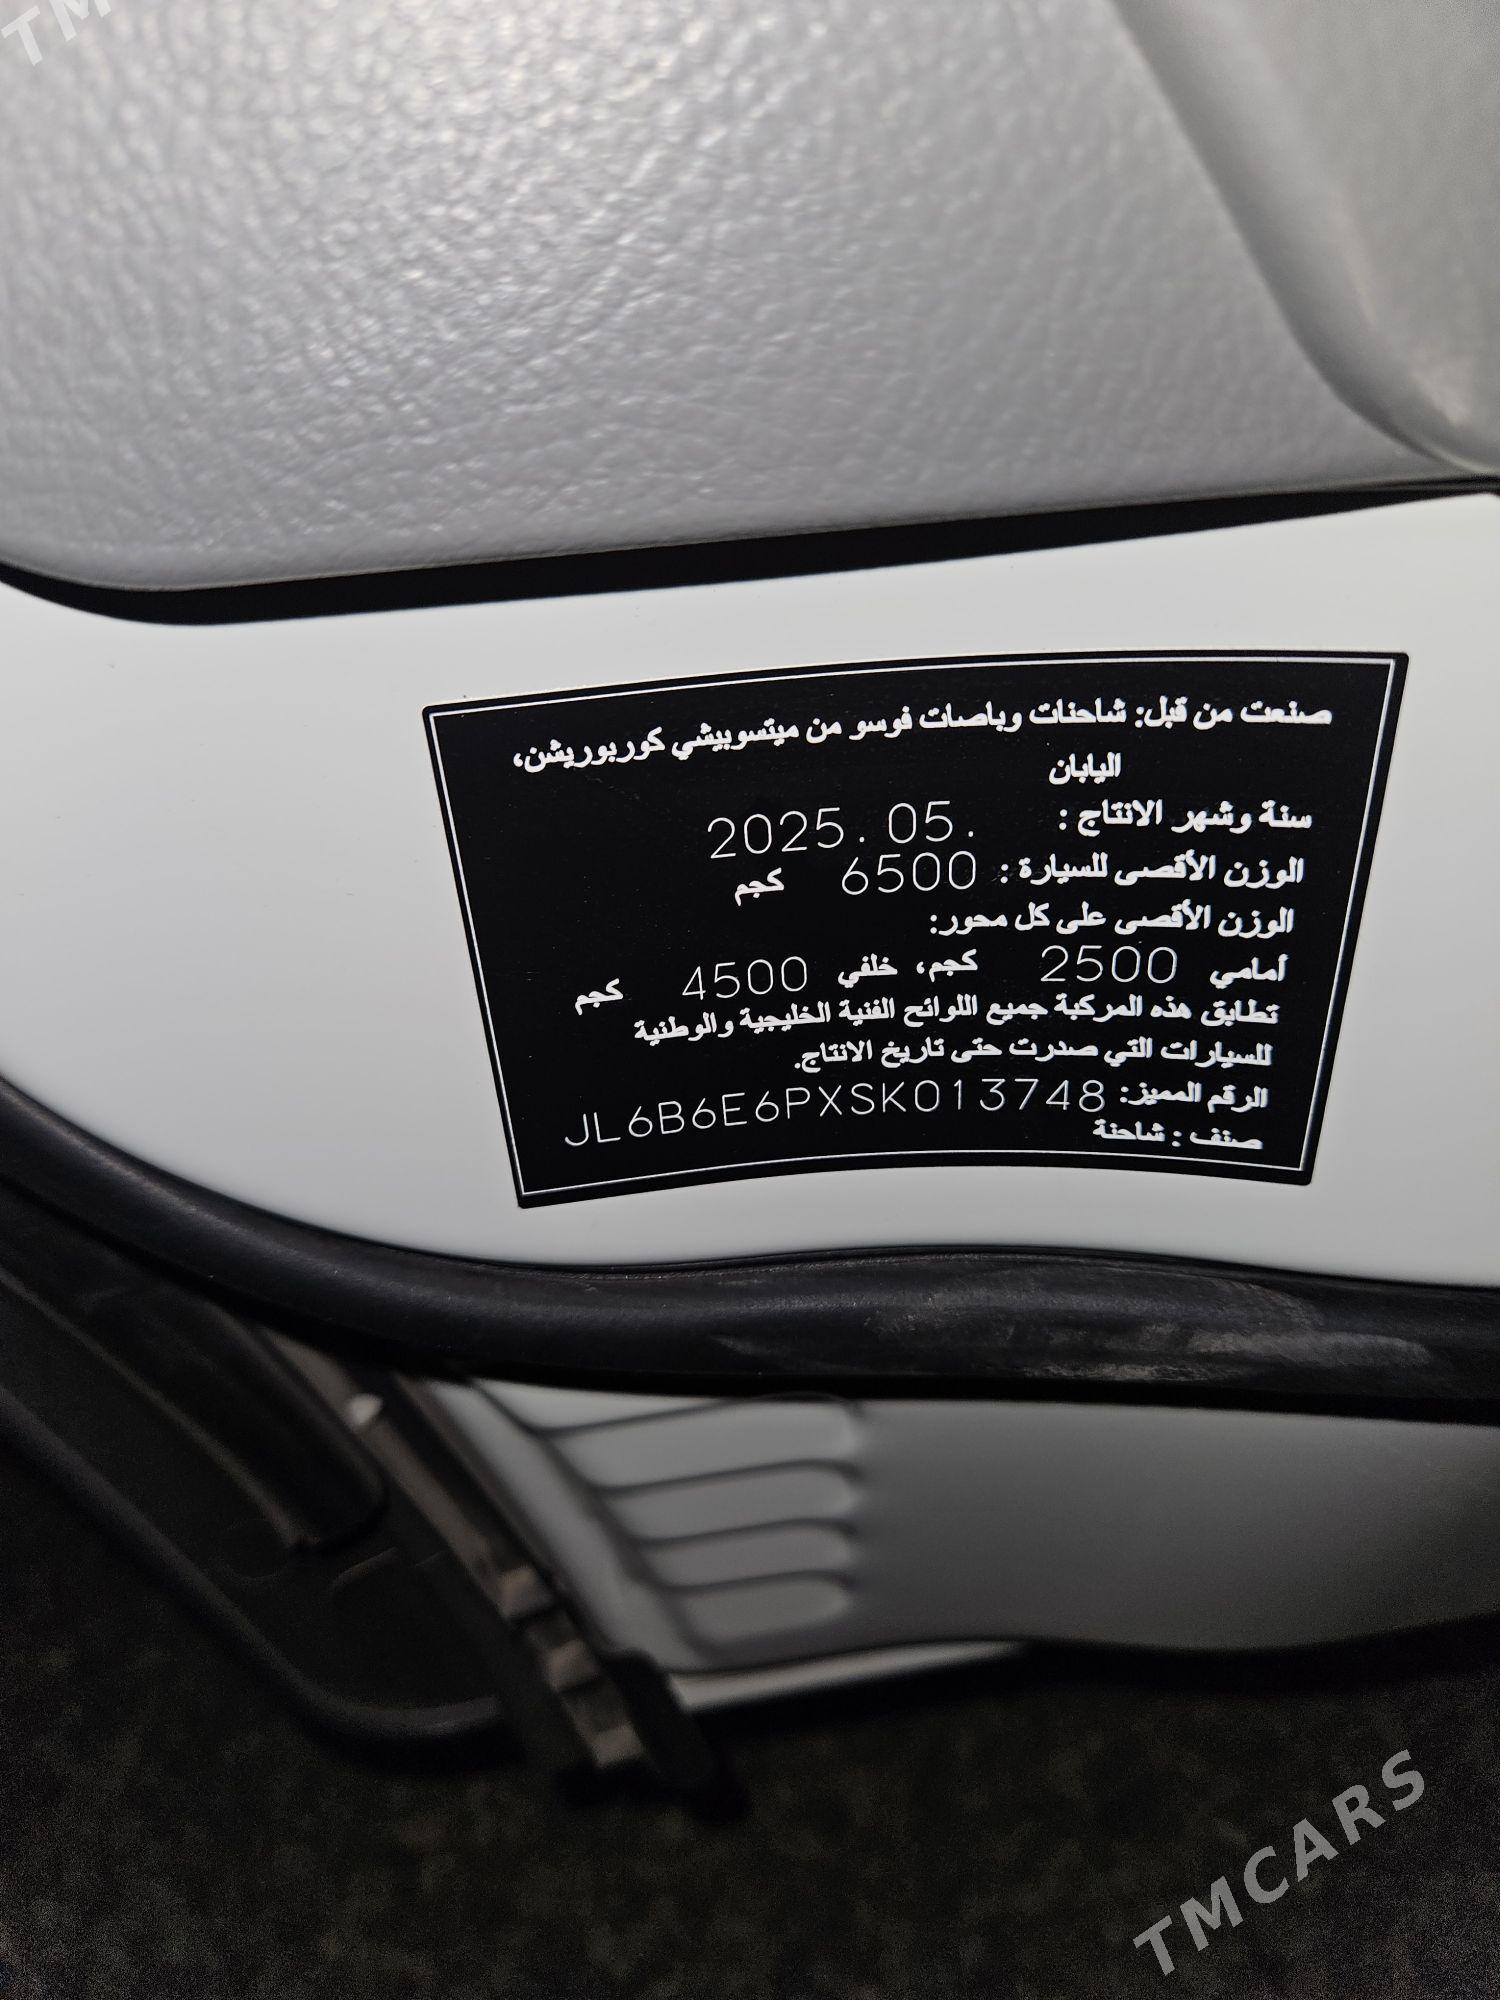 TM
صنعت من قبل: شاحنات وباصات فوسو من ميتسوبيشي كوربوريشن،
اليابان
سنة وشهر الانتاج : 2025. 05.
الوزن الأقصى للسيارة : 6500 كجم
الوزن الأقصى على كل محور:
أمامي 2500 كجم، خلفي 4500 كجم
تطابق هذه المركبة جميع اللوائح الفنية الخليجية والوطنية
للسيارات التي صدرت حتى تاريخ الانتاج.
الرقم المميز: JL6B6E6PXSK013748
صنف : شاحنة
TMCARS